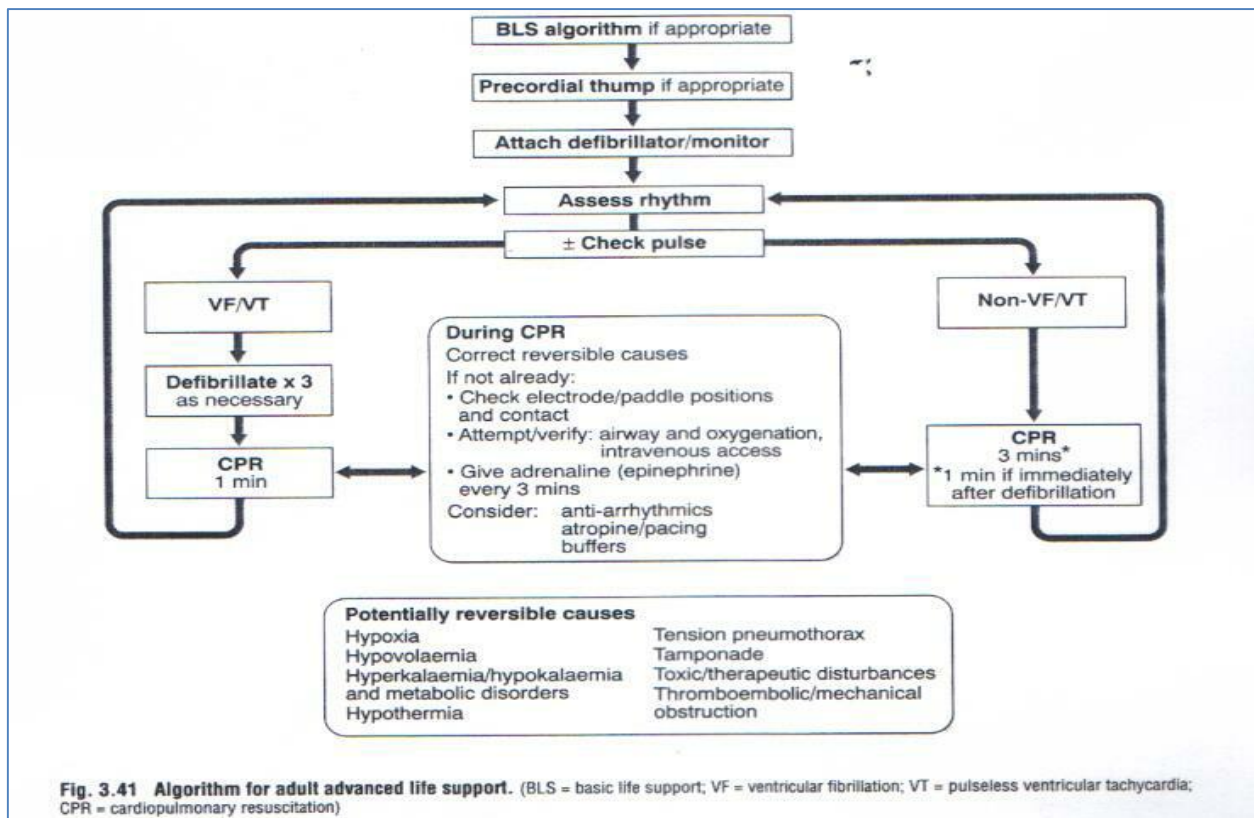 BLS algorithm if appropriate
Precordial thump if appropriate
Attach defibrillator/monitor
Assess rhythm
± Check pulse
VF/VT
Defibrillate x 3
as necessary
CPR
1 min
During CPR
Correct reversible causes
If not already:
• Check electrode/paddle positions
and contact
• Attempt/verify: airway and oxygenation,
intravenous access
• Give adrenaline (epinephrine)
every 3 mins
Consider: anti-arrhythmics
atropine/pacing
buffers
Non-VF/VT
CPR
3 mins*
*1 min if immediately
after defibrillation
Potentially reversible causes
Hypoxia
Hypovolaemia
Hyperkalaemia/hypokalaemia
and metabolic disorders
Hypothermia
Tension pneumothorax
Tamponade
Toxic/therapeutic disturbances
Thromboembolic/mechanical
obstruction
Fig. 3.41 Algorithm for adult advanced life support. (BLS = basic life support; VF = ventricular fibrillation; VT = pulseless ventricular tachycardia;
CPR = cardiopulmonary resuscitation)